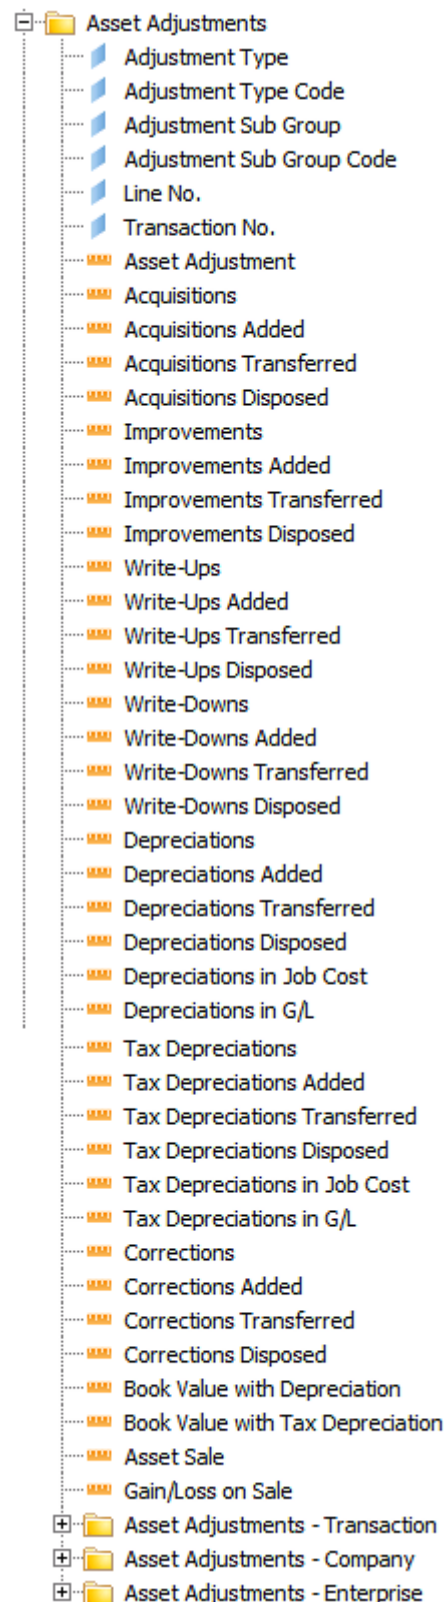 Asset Adjustments
Adjustment Type
Adjustment Type Code
Adjustment Sub Group
Adjustment Sub Group Code
Line No.
Transaction No.
Asset Adjustment
Acquisitions
Acquisitions Added
Acquisitions Transferred
Acquisitions Disposed
Improvements
Improvements Added
Improvements Transferred
Improvements Disposed
Write-Ups
Write-Ups Added
Write-Ups Transferred
Write-Ups Disposed
Write-Downs
Write-Downs Added
Write-Downs Transferred
Write-Downs Disposed
Depreciations
Depreciations Added
Depreciations Transferred
Depreciations Disposed
Depreciations in Job Cost
Depreciations in G/L
Tax Depreciations
Tax Depreciations Added
Tax Depreciations Transferred
Tax Depreciations Disposed
Tax Depreciations in Job Cost
Tax Depreciations in G/L
Corrections
Corrections Added
Corrections Transferred
Corrections Disposed
Book Value with Depreciation
Book Value with Tax Depreciation
Asset Sale
Gain/Loss on Sale
Asset Adjustments - Transaction
Asset Adjustments - Company
Asset Adjustments - Enterprise